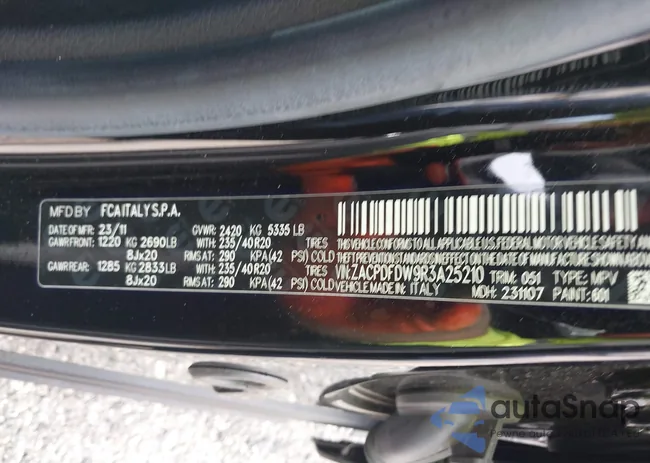 MFD BY FCA ITALY S.P.A.
DATE OF MFR: 23/11 GVWR: 2420 KG 5335 LB
GAWR FRONT: 1220 KG 2690 LB WITH: 235/40R20 TIRES
8Jx20 RIMS AT: 290 KPA (42 PSI) COLD
GAWR REAR: 1285 KG 2833 LB WITH: 235/40R20 TIRES
8Jx20 RIMS AT: 290 KPA (42 PSI) COLD
THIS VEHICLE CONFORMS TO ALL APPLICABLE U.S. FEDERAL MOTOR
VEHICLE SAFETY, BUMPER, AND THEFT
PREVENTION STANDARDS IN EFFECT ON THE DATE OF MANUFACTURE SHOWN ABOVE.
VIN: ZACPDFDW9R3A25210 TRIM: 051 TYPE: MPV
VEHICLE MADE IN: ITALY MDH: 231107 PAINT: 601
autoSnap
Pewne auto